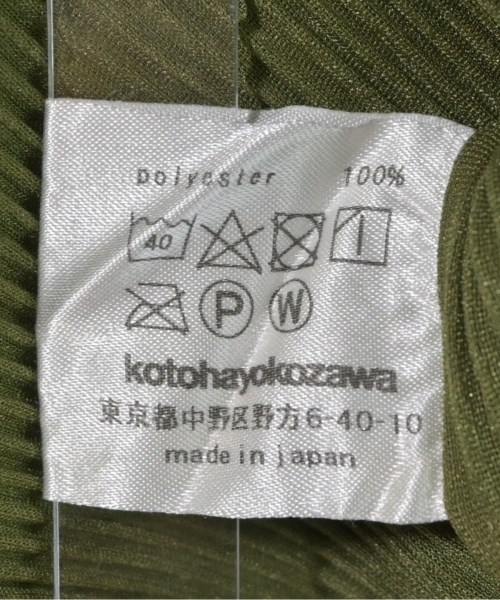 polyester 100%
40
P W
kotohayokozawa
東京都中野区野方6-40-10
made in japan